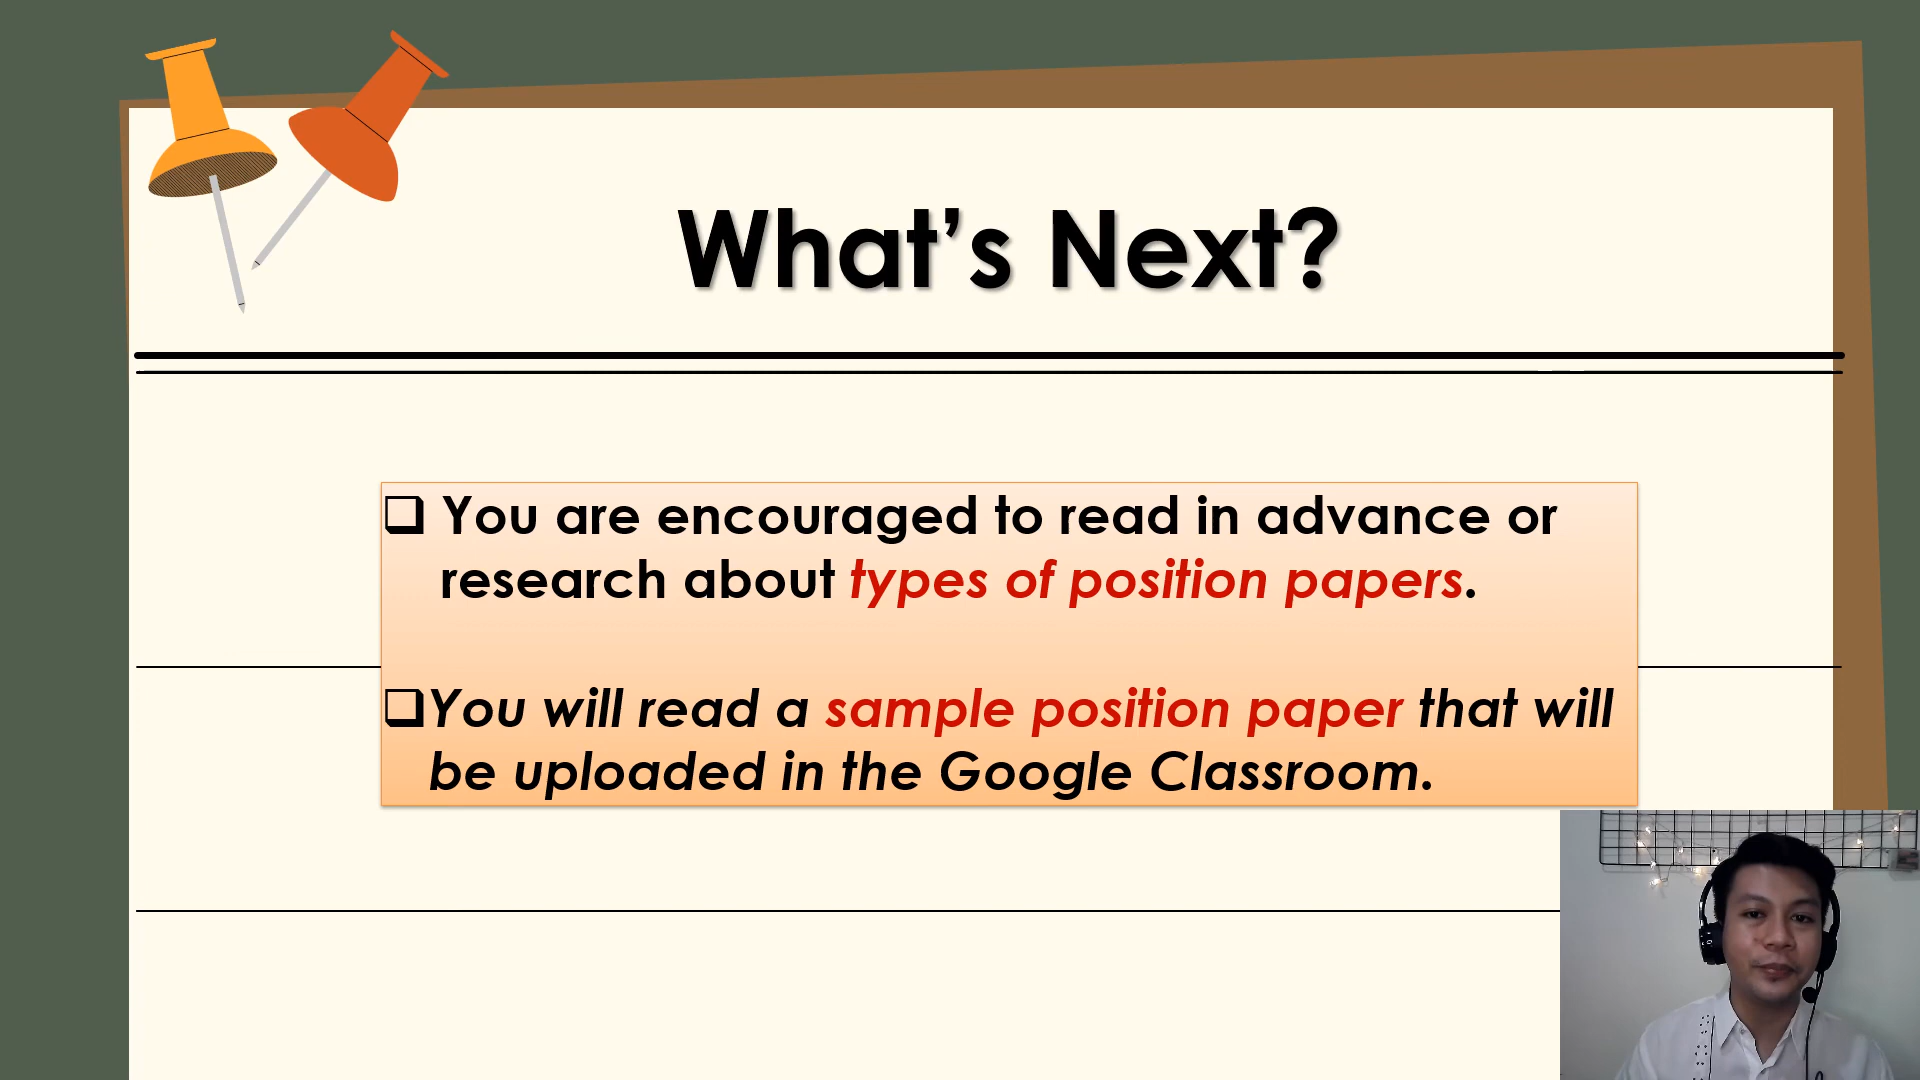 What’s Next?
❑ You are encouraged to read in advance or
research about types of position papers.
❑You will read a sample position paper that will
be uploaded in the Google Classroom.